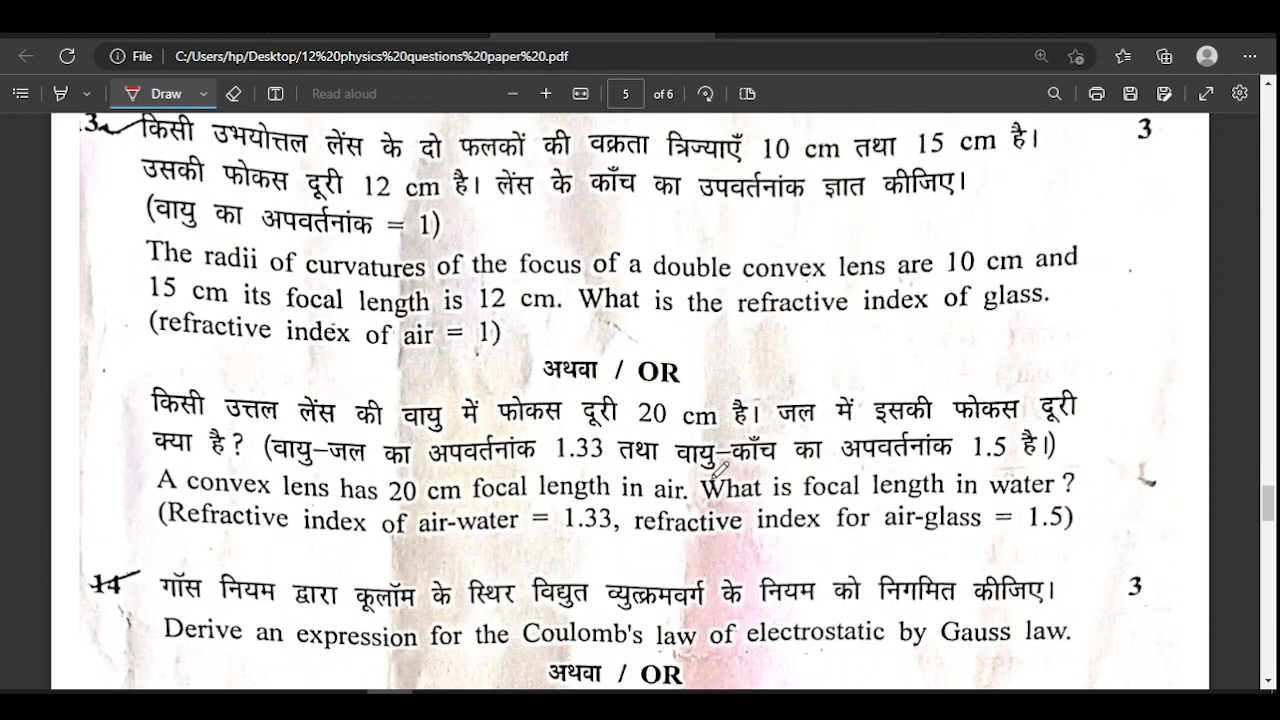 File C:/Users/hp/Desktop/12%20physics%20questions%20paper%20.pdf
Draw Read aloud 5 of 6
.3. किसी उभयोत्तल लेंस के दो फलकों की वक्रता त्रिज्याएँ 10 cm तथा 15 cm है। 3
उसकी फोकस दूरी 12 cm है। लेंस के काँच का उपवर्तनांक ज्ञात कीजिए।
(वायु का अपवर्तनांक = 1)
The radii of curvatures of the focus of a double convex lens are 10 cm and
15 cm its focal length is 12 cm. What is the refractive index of glass.
(refractive index of air = 1)
अथवा / OR
किसी उत्तल लेंस की वायु में फोकस दूरी 20 cm है। जल में इसकी फोकस दूरी
क्या है? (वायु-जल का अपवर्तनांक 1.33 तथा वायु-काँच का अपवर्तनांक 1.5 है।)
A convex lens has 20 cm focal length in air. What is focal length in water ?
(Refractive index of air-water = 1.33, refractive index for air-glass = 1.5)
14 गॉस नियम द्वारा कूलॉम के स्थिर विद्युत व्युत्क्रमवर्ग के नियम को निगमित कीजिए। 3
Derive an expression for the Coulomb's law of electrostatic by Gauss law.
अथवा / OR